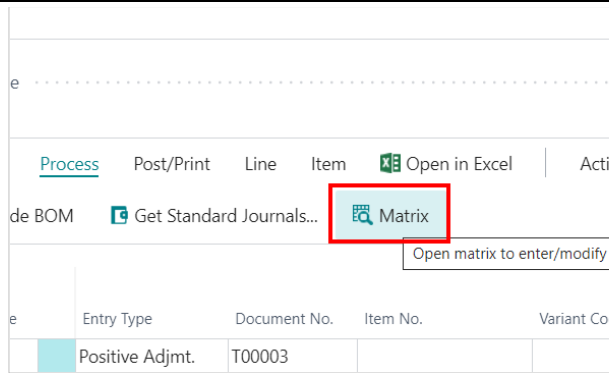 e
Process Post/Print Line Item Open in Excel Acti
de BOM Get Standard Journals... Matrix
Open matrix to enter/modify
e Entry Type Document No. Item No. Variant Co
Positive Adjmt. T00003